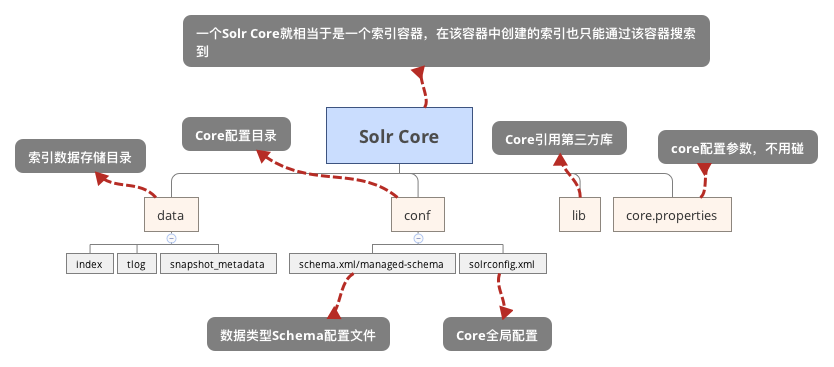 一个Solr Core就相当于是一个索引容器，在该容器中创建的索引也只能通过该容器搜索
到
Solr Core
索引数据存储目录
Core配置目录
Core引用第三方库
core配置参数，不用碰
data
conf
lib
core.properties
index
tlog
snapshot_metadata
schema.xml/managed-schema
solrconfig.xml
数据类型Schema配置文件
Core全局配置